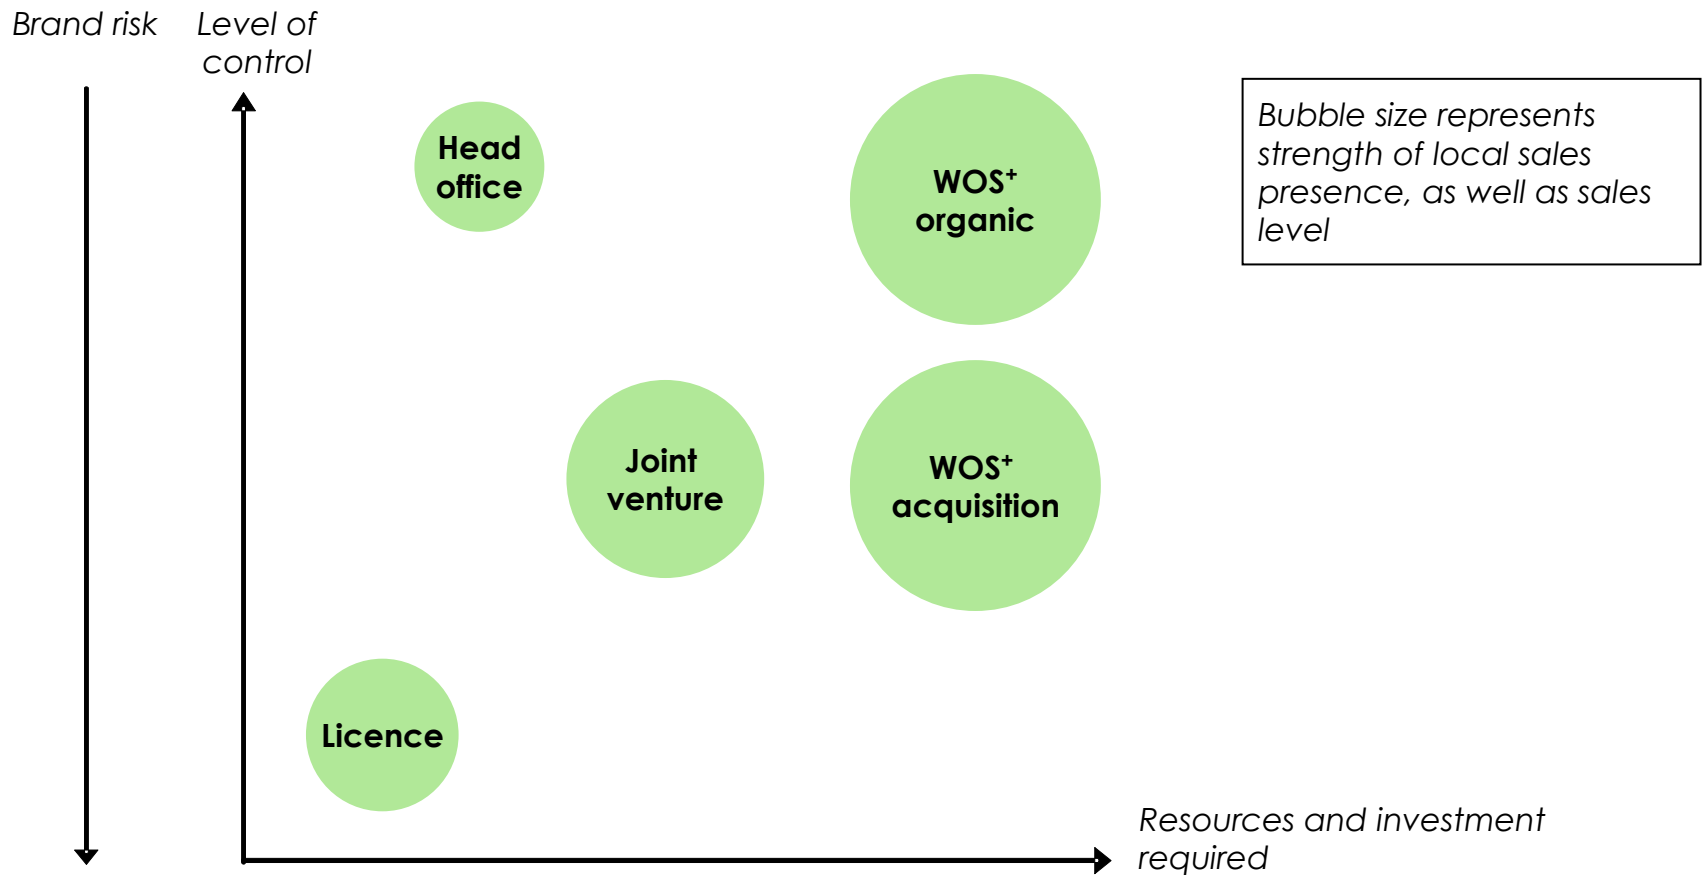 Brand risk
Level of
control
Head
office
WOS⁺
organic
Bubble size represents
strength of local sales
presence, as well as sales
level
Joint
venture
WOS⁺
acquisition
Licence
Resources and investment
required